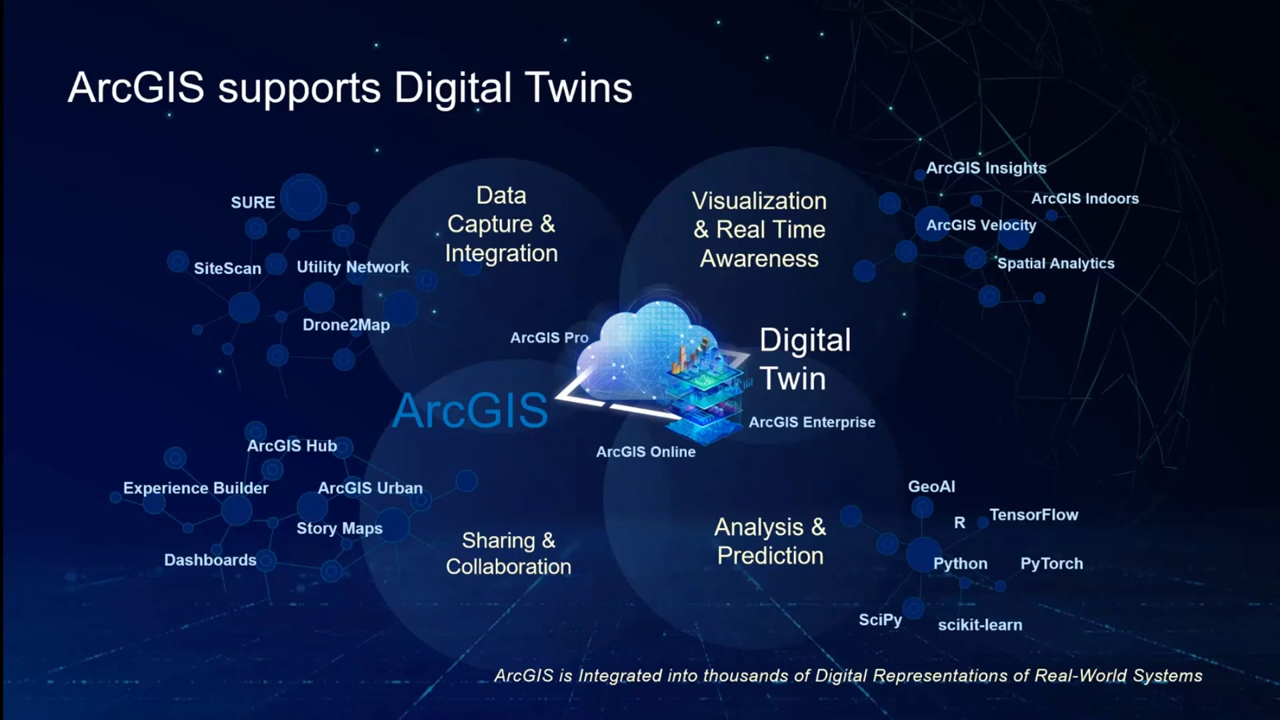 ArcGIS supports Digital Twins
SURE
SiteScan
Utility Network
Drone2Map
Data
Capture &
Integration
Visualization
& Real Time
Awareness
ArcGIS Insights
ArcGIS Indoors
ArcGIS Velocity
Spatial Analytics
ArcGIS Pro
ArcGIS
Digital
Twin
ArcGIS Enterprise
ArcGIS Online
ArcGIS Hub
Experience Builder
ArcGIS Urban
Story Maps
Dashboards
Sharing &
Collaboration
Analysis &
Prediction
GeoAI
R
TensorFlow
Python
PyTorch
SciPy
scikit-learn
ArcGIS is Integrated into thousands of Digital Representations of Real-World Systems